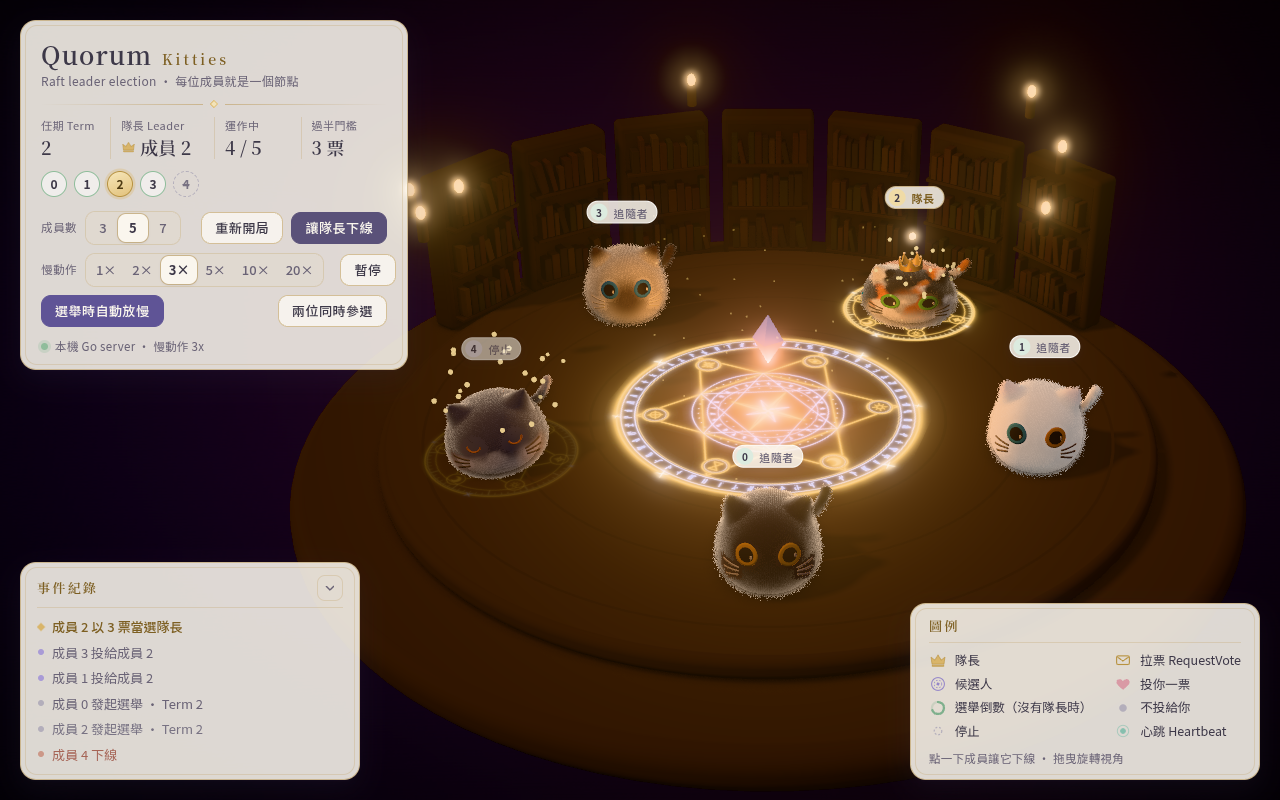 Quorum Kitties
Raft leader election • 每位成員就是一個節點
任期 Term
2
隊長 Leader
成員 2
運作中
4 / 5
過半門檻
3 票
0 1 2 3 4
成員數 3 5 7 重新開局 讓隊長下線
慢動作 1× 2× 3× 5× 10× 20× 暫停
選舉時自動放慢 兩位同時參選
本機 Go server • 慢動作 3x
3 追隨者
2 隊長
4
1 追隨者
0 追隨者
事件紀錄
成員 2 以 3 票當選隊長
成員 3 投給成員 2
成員 1 投給成員 2
成員 0 發起選舉 • Term 2
成員 2 發起選舉 • Term 2
成員 4 下線
圖例
隊長
候選人
選舉倒數（沒有隊長時）
停止
拉票 RequestVote
投你一票
不投給你
心跳 Heartbeat
點一下成員讓它下線 • 拖曳旋轉視角